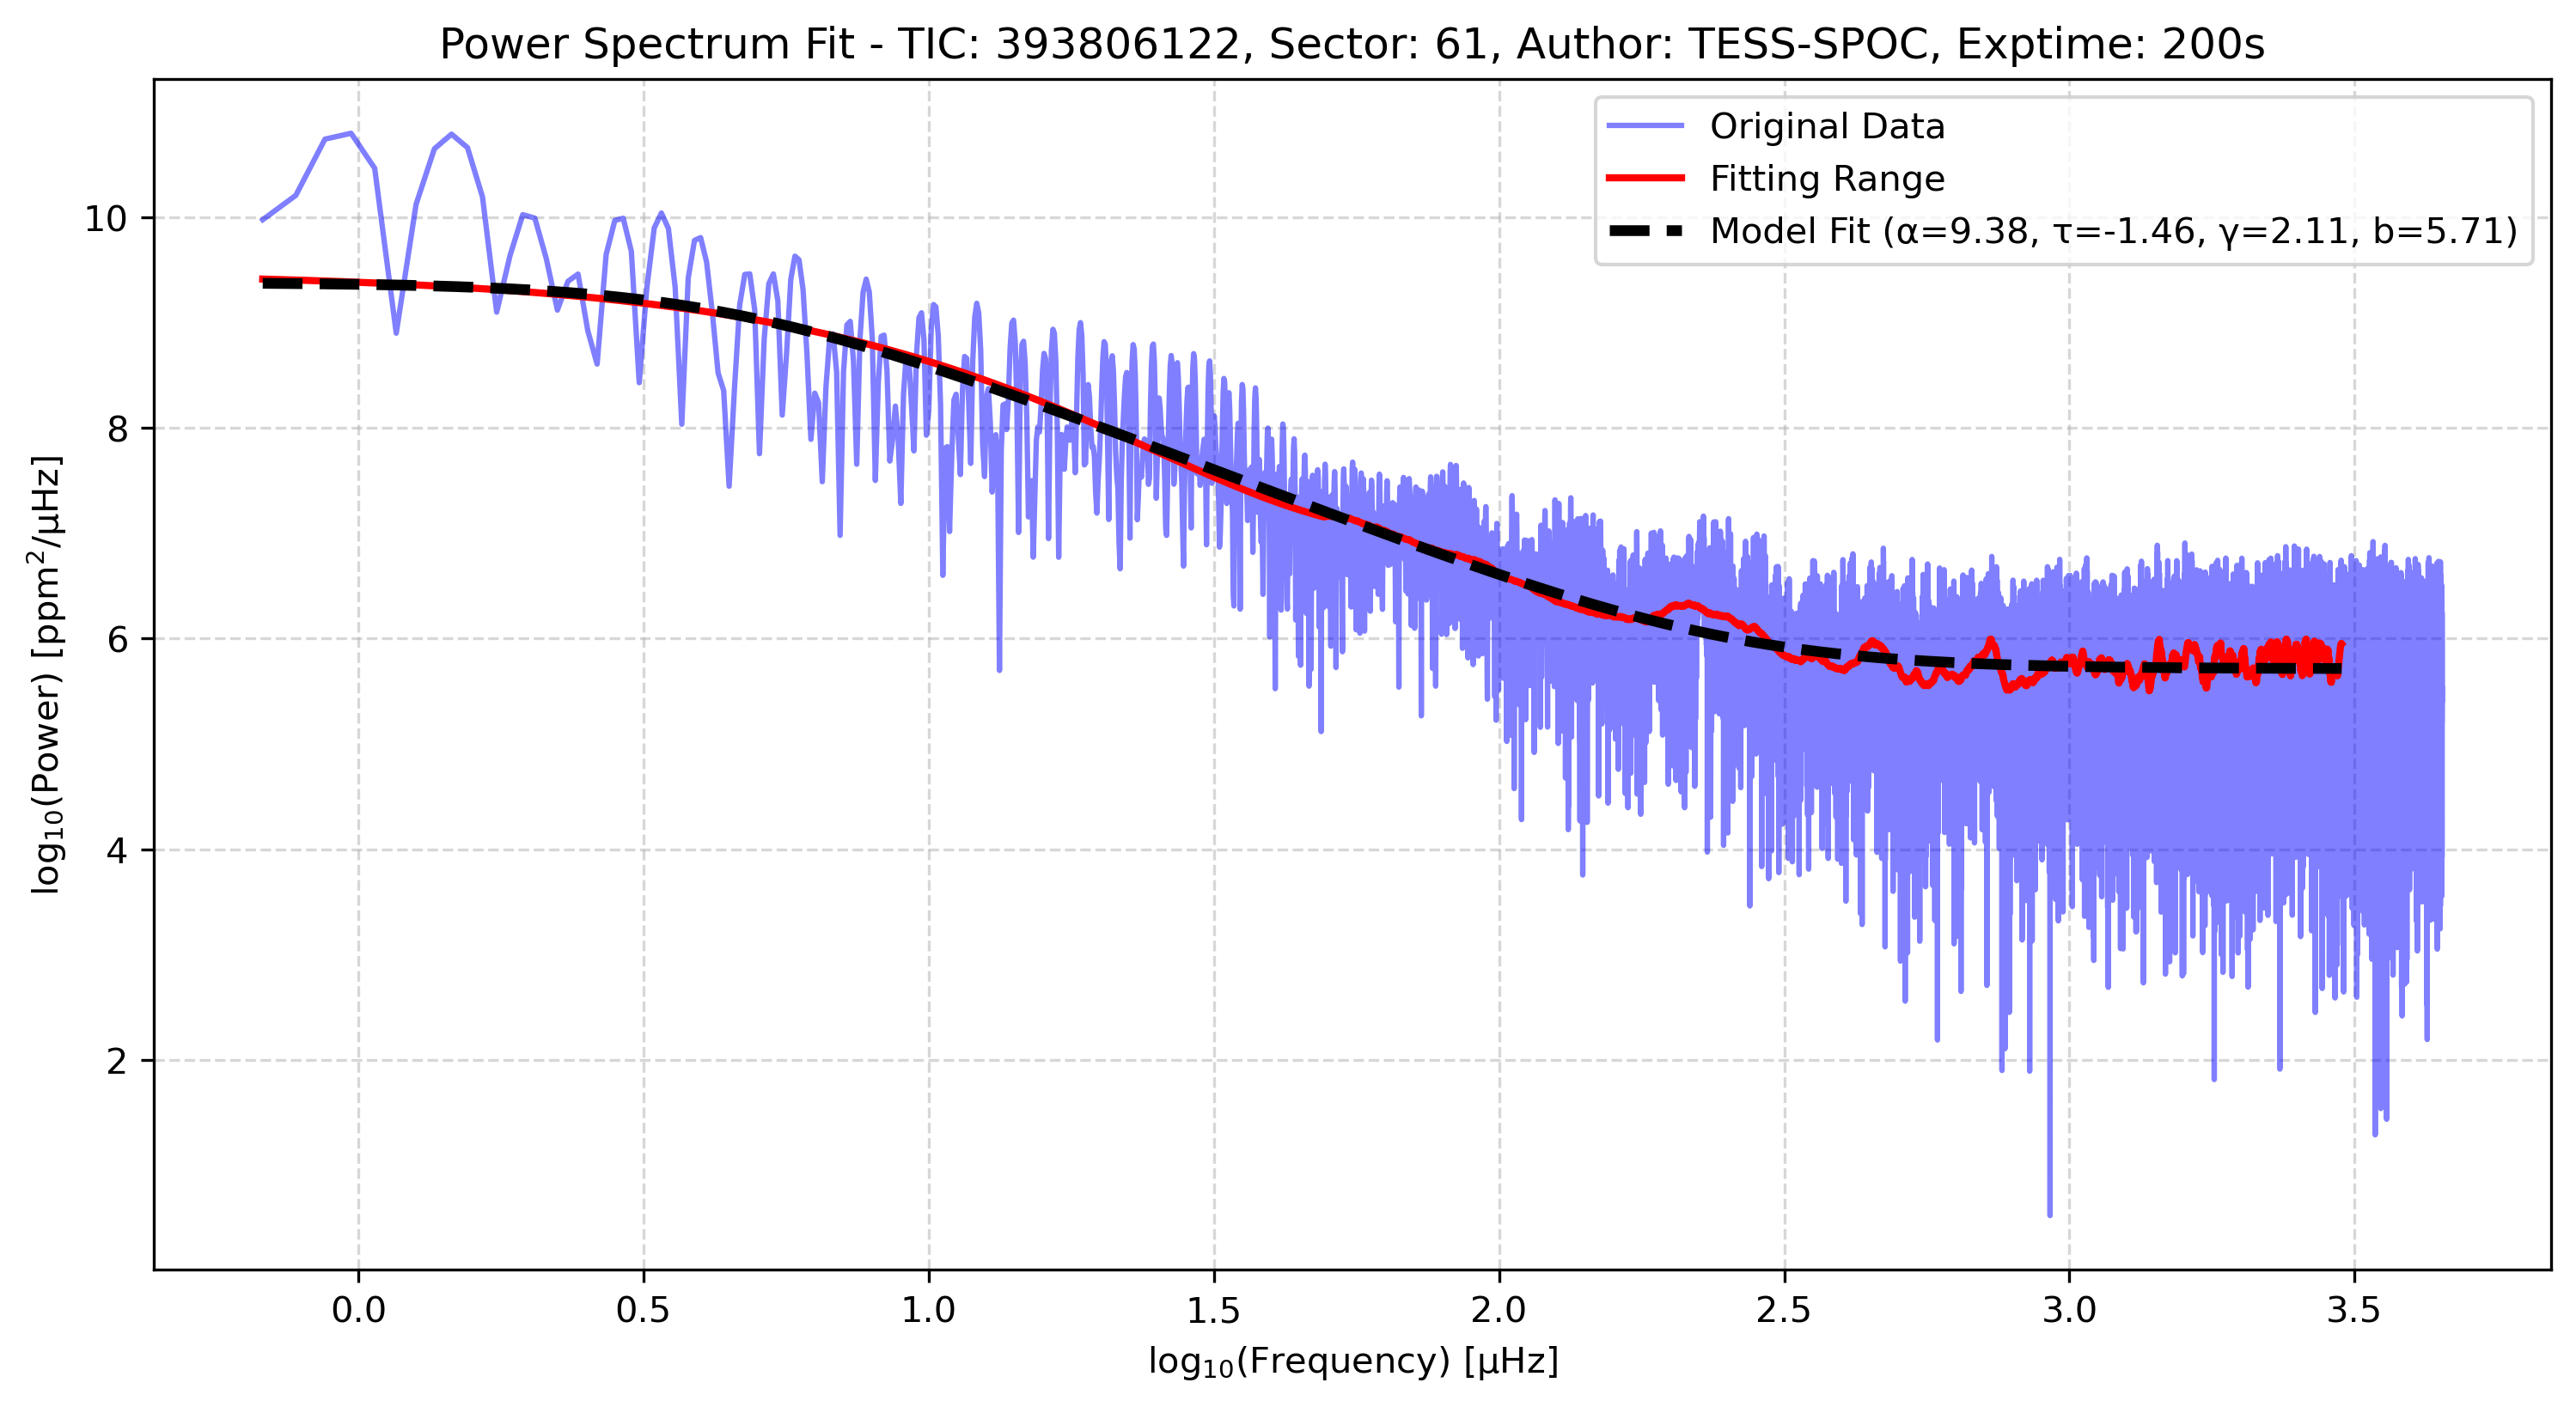 Power Spectrum Fit - TIC: 393806122, Sector: 61, Author: TESS-SPOC, Exptime: 200s
Original Data
Fitting Range
Model Fit (α=9.38, τ=-1.46, γ=2.11, b=5.71)
log₁₀(Power) [ppm²/μHz]
10
8
6
4
2
0.0 0.5 1.0 1.5 2.0 2.5 3.0 3.5
log₁₀(Frequency) [μHz]